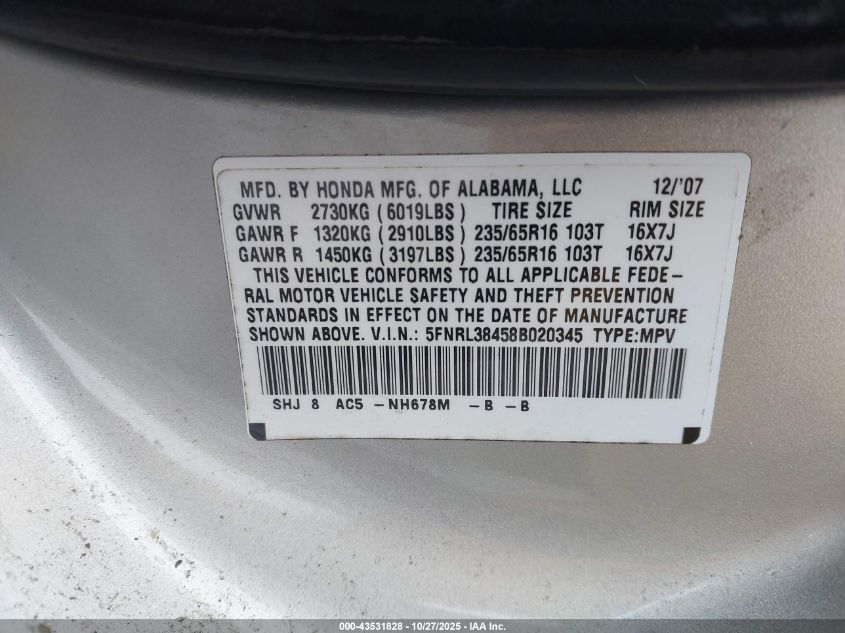 MFD. BY HONDA MFG. OF ALABAMA, LLC 12/'07
GVWR 2730KG (6019LBS) TIRE SIZE RIM SIZE
GAWR F 1320KG (2910LBS) 235/65R16 103T 16X7J
GAWR R 1450KG (3197LBS) 235/65R16 103T 16X7J
THIS VEHICLE CONFORMS TO ALL APPLICABLE FEDE-
RAL MOTOR VEHICLE SAFETY AND THEFT PREVENTION
STANDARDS IN EFFECT ON THE DATE OF MANUFACTURE
SHOWN ABOVE. V.I.N.: 5FNRL38458B020345 TYPE:MPV
SHJ 8 AC5 -NH678M -B -B
000-43531828 - 10/27/2025 - IAA Inc.